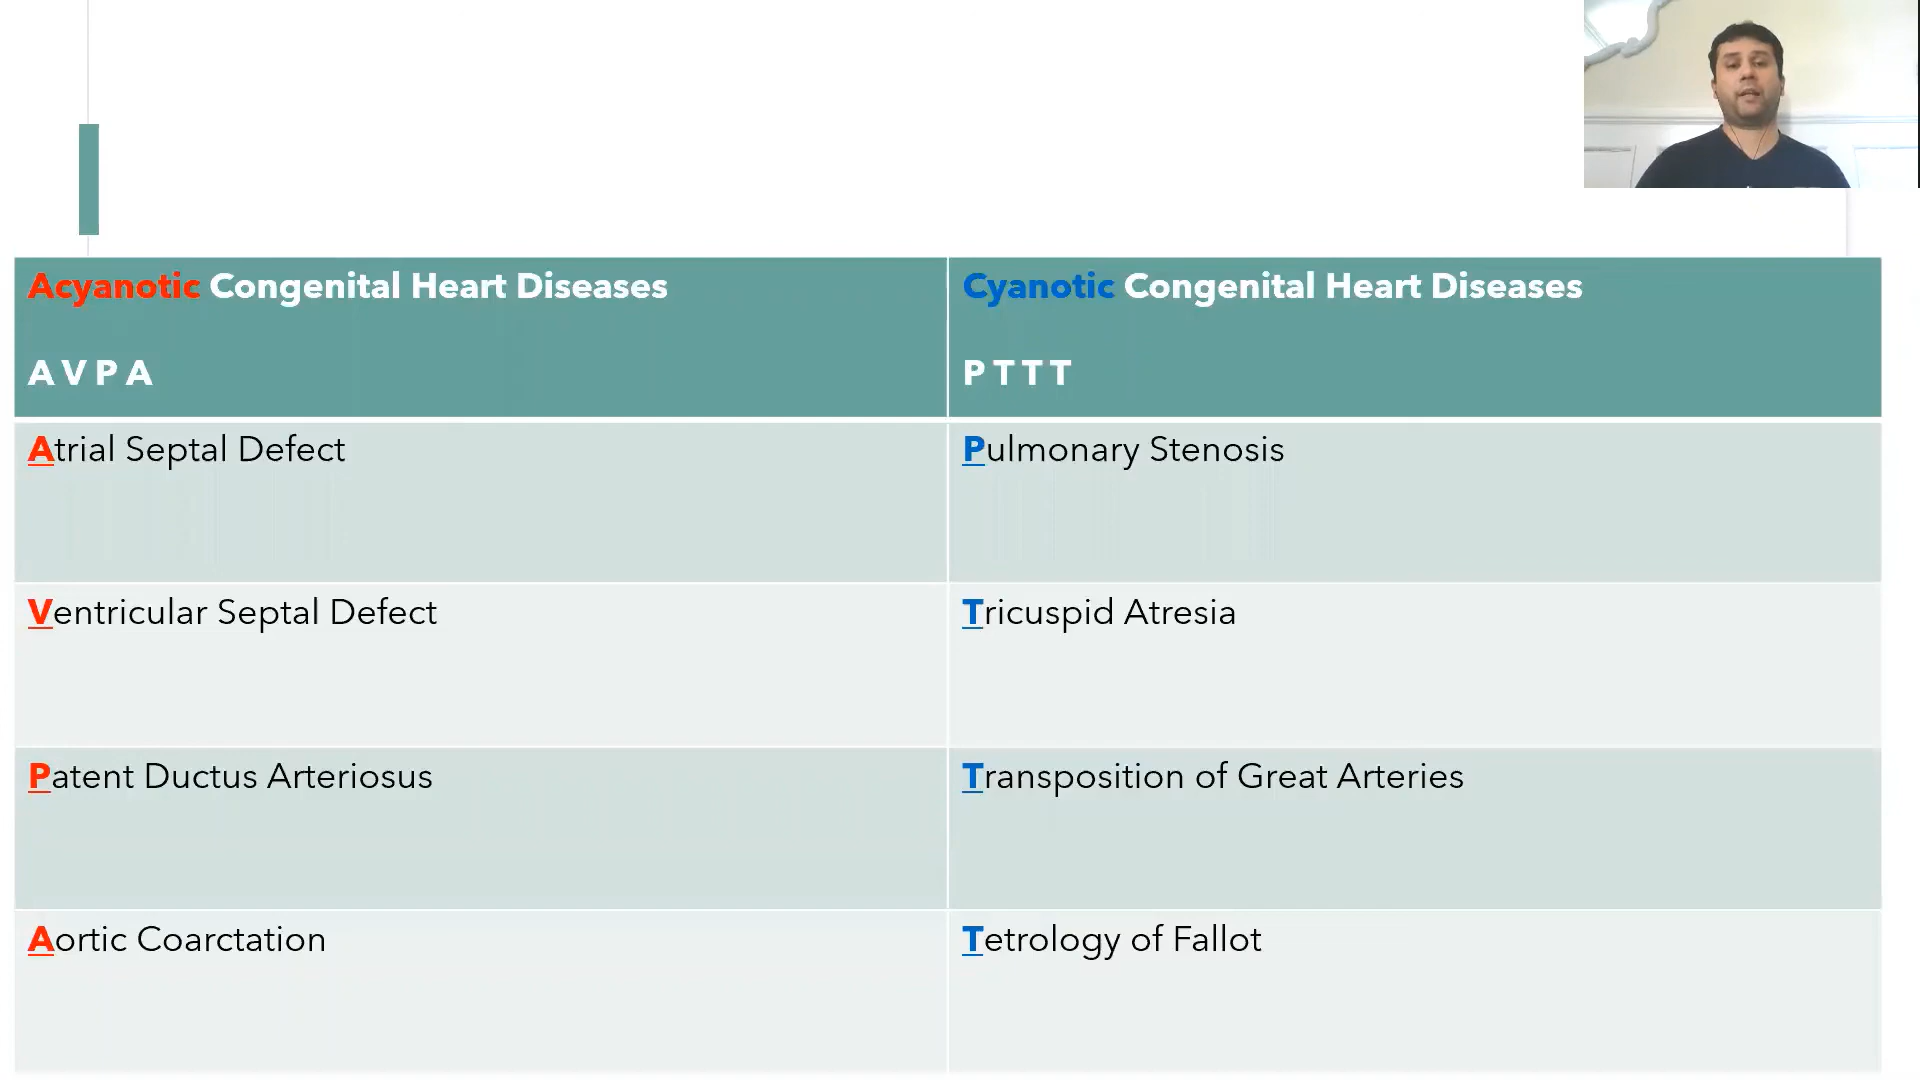 Acyanotic Congenital Heart Diseases
A V P A
Cyanotic Congenital Heart Diseases
P T T T
Atrial Septal Defect
Pulmonary Stenosis
Ventricular Septal Defect
Tricuspid Atresia
Patent Ductus Arteriosus
Transposition of Great Arteries
Aortic Coarctation
Tetrology of Fallot